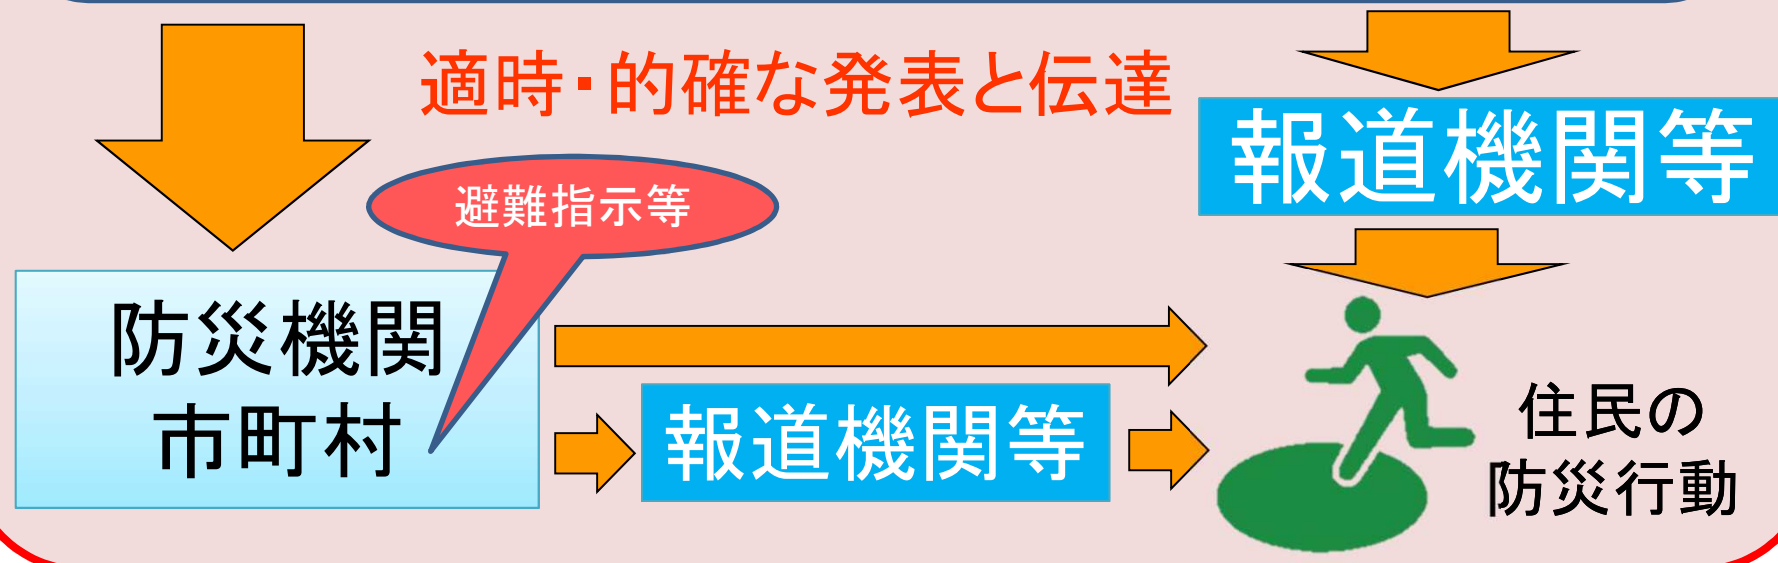 適時・的確な発表と伝達
報道機関等
避難指示等
防災機関
市町村
報道機関等
住民の
防災行動